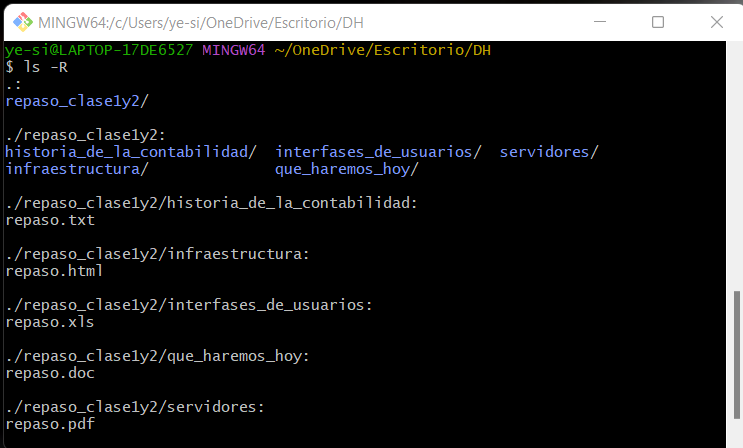 MINGW64:/c/Users/ye-si/OneDrive/Escritorio/DH
ye-si@LAPTOP-17DE6527 MINGW64 ~/OneDrive/Escritorio/DH
$ ls -R
.:
repaso_clase1y2/

./repaso_clase1y2:
historia_de_la_contabilidad/  interfases_de_usuarios/  servidores/
infraestructura/              que_haremos_hoy/

./repaso_clase1y2/historia_de_la_contabilidad:
repaso.txt

./repaso_clase1y2/infraestructura:
repaso.html

./repaso_clase1y2/interfases_de_usuarios:
repaso.xls

./repaso_clase1y2/que_haremos_hoy:
repaso.doc

./repaso_clase1y2/servidores:
repaso.pdf